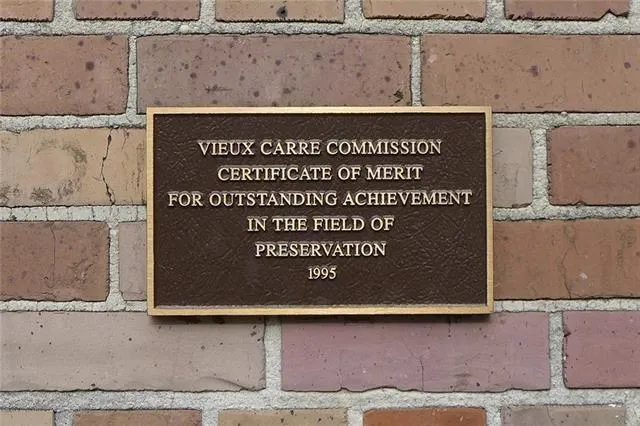 VIEUX CARRE COMMISSION
CERTIFICATE OF MERIT
FOR OUTSTANDING ACHIEVEMENT
IN THE FIELD OF
PRESERVATION
1995